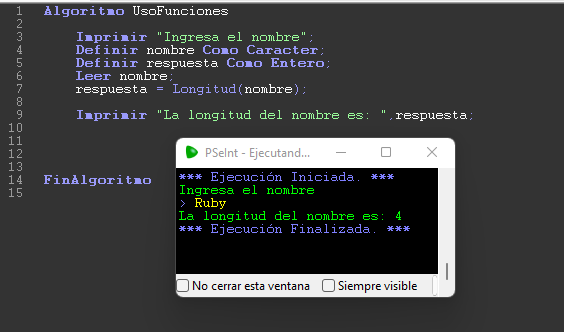 1 Algoritmo UsoFunciones
2
3 Imprimir "Ingresa el nombre";
4 Definir nombre Como Caracter;
5 Definir respuesta Como Entero;
6 Leer nombre;
7 respuesta = Longitud(nombre);
8
9 Imprimir "La longitud del nombre es: ",respuesta;
10
11
12
13
14 FinAlgoritmo
15
PSeInt - Ejecutand...
*** Ejecución Iniciada. ***
Ingresa el nombre
> Ruby
La longitud del nombre es: 4
*** Ejecución Finalizada. ***
No cerrar esta ventana Siempre visible